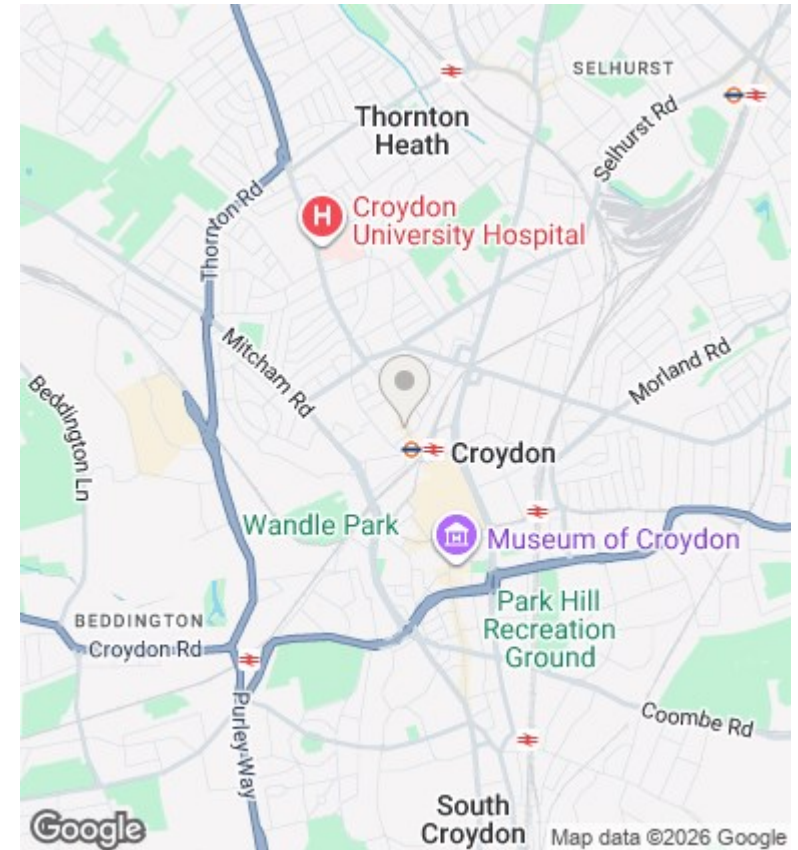 SELHURST
Thornton
Heath
Selhurst Rd
Thornton Rd
H
Croydon
University Hospital
Mitcham Rd
Morland Rd
Beddington Ln
Croydon
Wandle Park
Museum of Croydon
BEDDINGTON
Croydon Rd
Park Hill
Recreation
Ground
Purley Way
Coombe Rd
South
Croydon
Google
Map data ©2026 Google